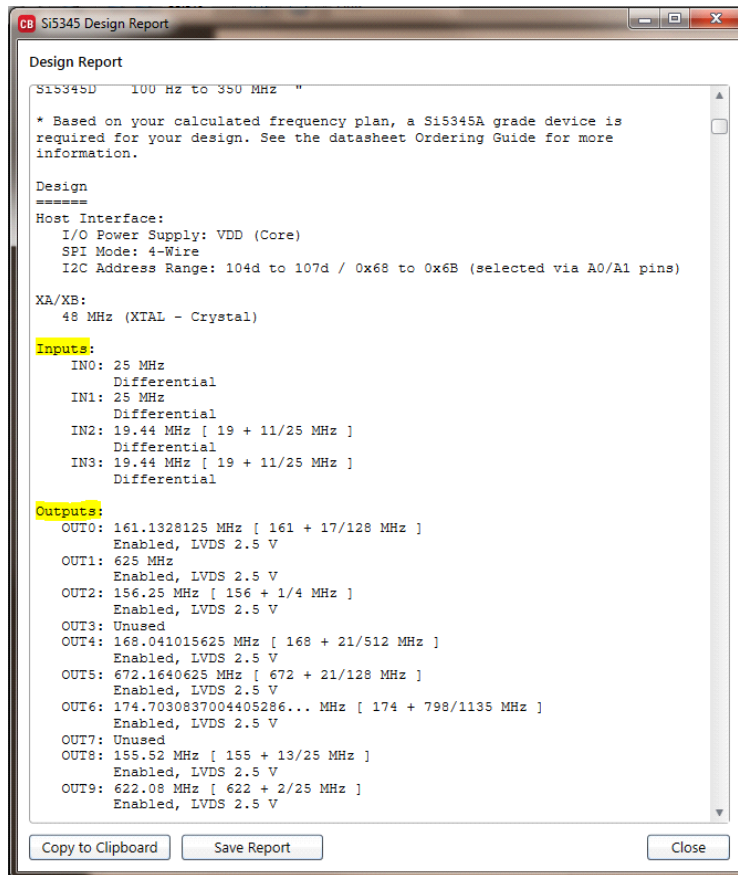 CB Si5345 Design Report
Design Report
Si5345D 100 Hz to 350 MHz "
* Based on your calculated frequency plan, a Si5345A grade device is
required for your design. See the datasheet Ordering Guide for more
information.
Design
======
Host Interface:
I/O Power Supply: VDD (Core)
SPI Mode: 4-Wire
I2C Address Range: 104d to 107d / 0x68 to 0x6B (selected via A0/A1 pins)
XA/XB:
48 MHz (XTAL - Crystal)
Inputs:
IN0: 25 MHz
Differential
IN1: 25 MHz
Differential
IN2: 19.44 MHz [ 19 + 11/25 MHz ]
Differential
IN3: 19.44 MHz [ 19 + 11/25 MHz ]
Differential
Outputs:
OUT0: 161.1328125 MHz [ 161 + 17/128 MHz ]
Enabled, LVDS 2.5 V
OUT1: 625 MHz
Enabled, LVDS 2.5 V
OUT2: 156.25 MHz [ 156 + 1/4 MHz ]
Enabled, LVDS 2.5 V
OUT3: Unused
OUT4: 168.041015625 MHz [ 168 + 21/512 MHz ]
Enabled, LVDS 2.5 V
OUT5: 672.1640625 MHz [ 672 + 21/128 MHz ]
Enabled, LVDS 2.5 V
OUT6: 174.7030837004405286... MHz [ 174 + 798/1135 MHz ]
Enabled, LVDS 2.5 V
OUT7: Unused
OUT8: 155.52 MHz [ 155 + 13/25 MHz ]
Enabled, LVDS 2.5 V
OUT9: 622.08 MHz [ 622 + 2/25 MHz ]
Enabled, LVDS 2.5 V
Copy to Clipboard Save Report Close